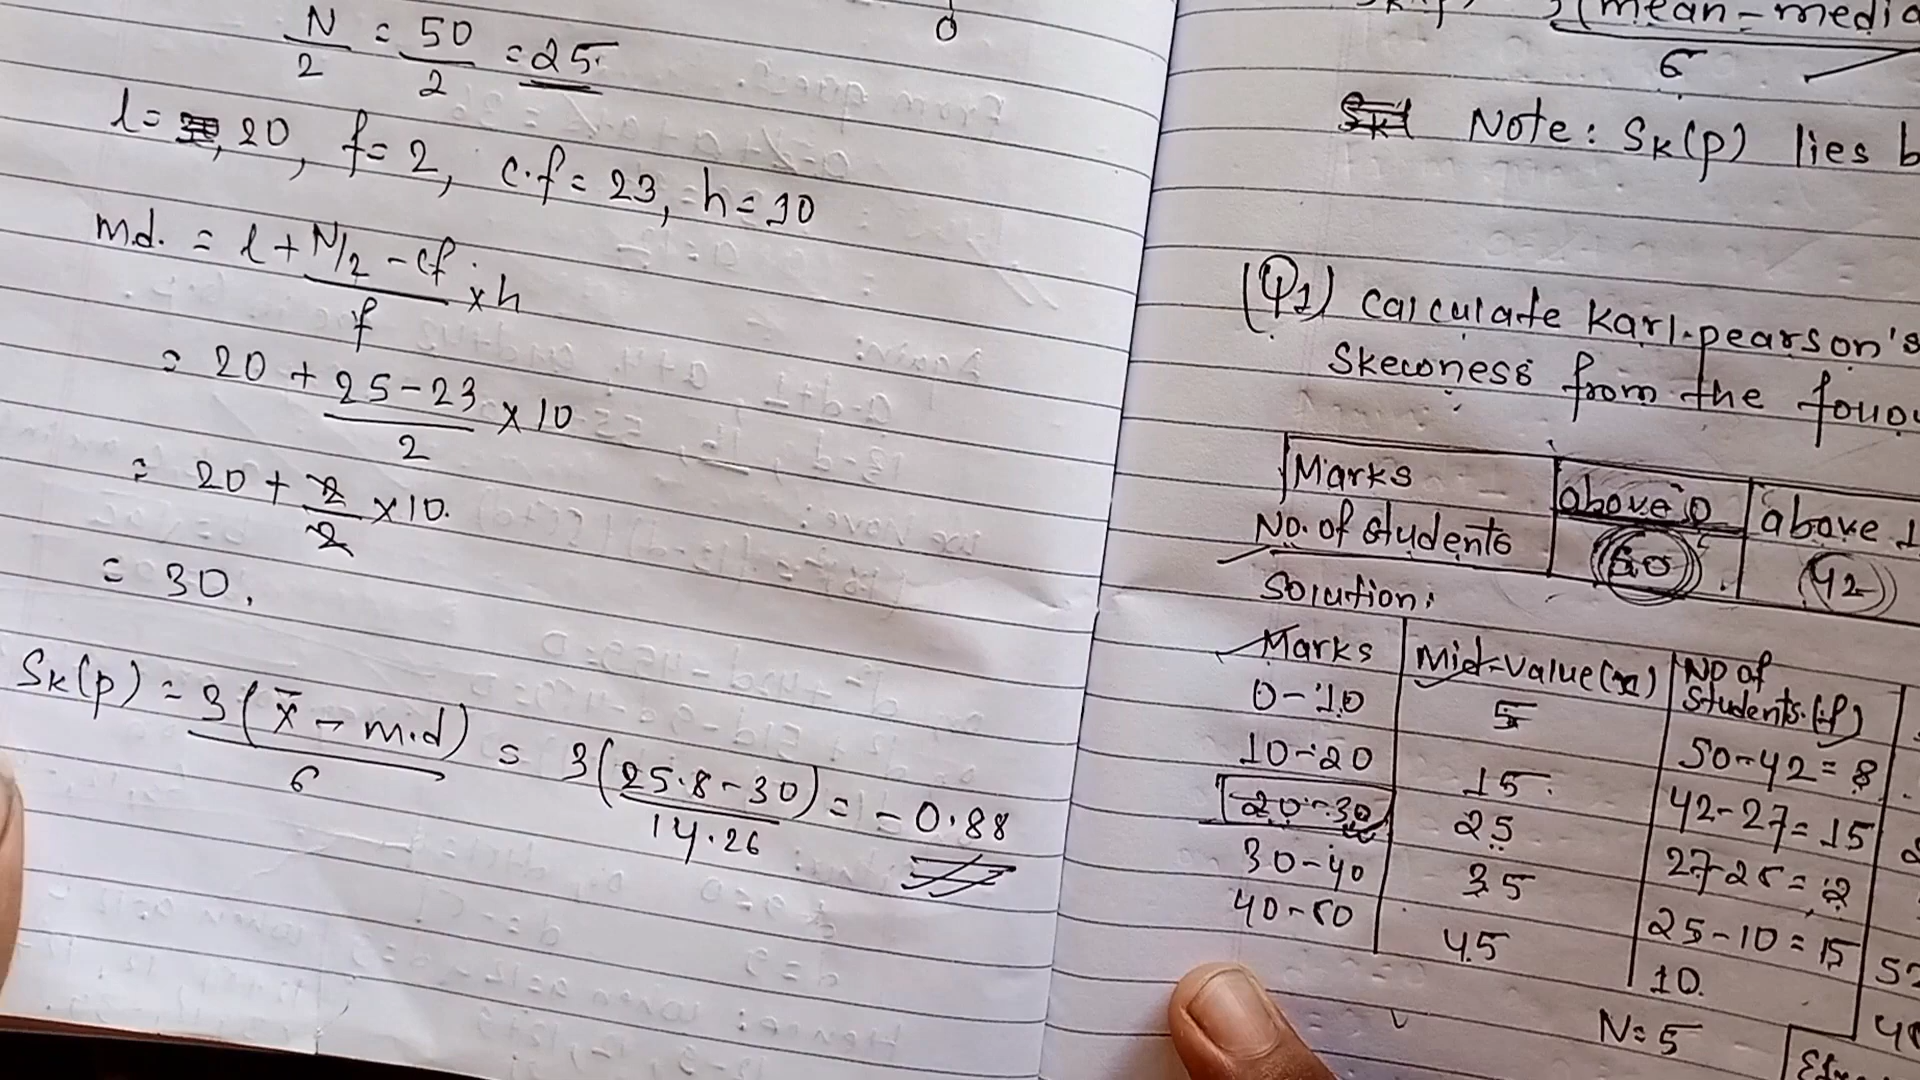 N/2 = 50/2 = 25
l = 20, f = 2, c.f = 23, h = 10
m.d. = l + N/2 - cf / f × h
= 20 + 25 - 23 / 2 × 10
= 20 + 2/2 × 10.
= 30.
Sk(p) = 3(x̄ - m.d) / 6 = 3(25.8 - 30) / 14.26 = - 0.88
(mean - media
6
Note: Sk(p) lies b
(Q1) Calculate Karl.pearson's
Skewness from the follow
Marks above 0 above 1
No. of students 50 42
Solution:
Marks Mid-value(x) No of Students.(f)
0-10 5 50-42=8
10-20 15 42-27=15
20-30 25 27-25=2
30-40 35 25-10=15
40-50 45 10
N=5